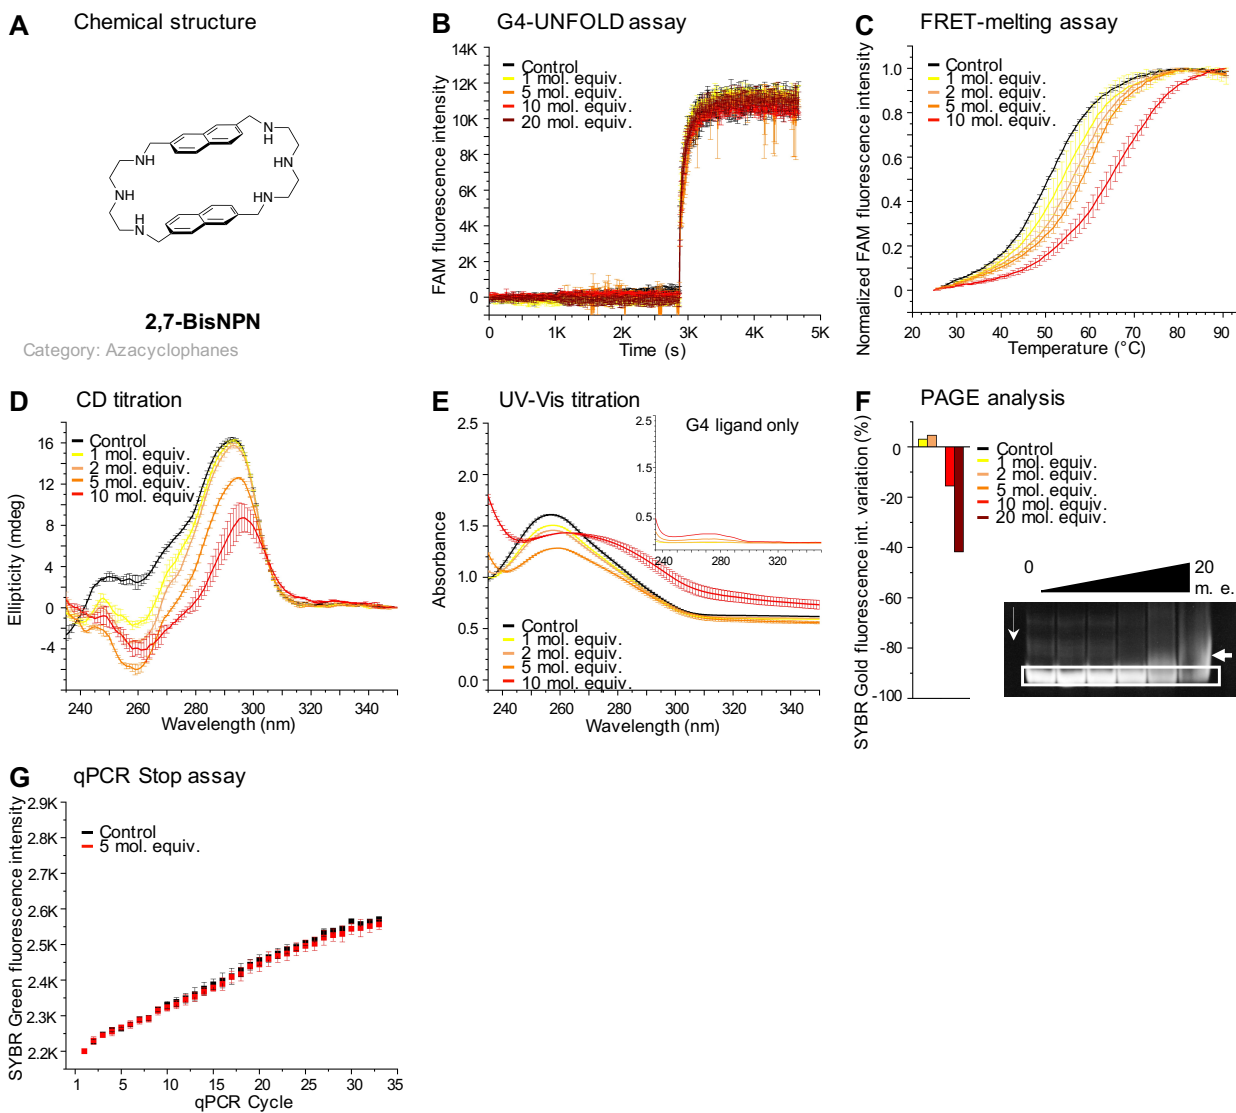 A Chemical structure
NH
HN
NH
HN
NH
NH
HN
NH
2,7-BisNPN
Category: Azacyclophanes
B G4-UNFOLD assay
FAM fluorescence intensity
14K
12K
10K
8K
6K
4K
2K
0
Control
1 mol. equiv.
5 mol. equiv.
10 mol. equiv.
20 mol. equiv.
0 1K 2K 3K 4K 5K
Time (s)
C FRET-melting assay
Normalized FAM fluorescence intensity
1.0
0.8
0.6
0.4
0.2
0
Control
1 mol. equiv.
2 mol. equiv.
5 mol. equiv.
10 mol. equiv.
20 30 40 50 60 70 80 90
Temperature (°C)
D CD titration
Ellipticity (mdeg)
16
12
8
4
0
-4
Control
1 mol. equiv.
2 mol. equiv.
5 mol. equiv.
10 mol. equiv.
240 260 280 300 320 340
Wavelength (nm)
E UV-Vis titration
Absorbance
2.5
2.0
1.5
1.0
0.5
0.0
G4 ligand only
2.5
1.5
0.5
240 280 320
Control
1 mol. equiv.
2 mol. equiv.
5 mol. equiv.
10 mol. equiv.
240 260 280 300 320 340
Wavelength (nm)
F PAGE analysis
SYBR Gold fluorescence int. variation (%)
0
-20
-40
-60
-80
-100
Control
1 mol. equiv.
2 mol. equiv.
5 mol. equiv.
10 mol. equiv.
20 mol. equiv.
0
20
m. e.
G qPCR Stop assay
SYBR Green fluorescence intensity
2.9K
2.8K
2.7K
2.6K
2.5K
2.4K
2.3K
2.2K
Control
5 mol. equiv.
1 5 10 15 20 25 30 35
qPCR Cycle